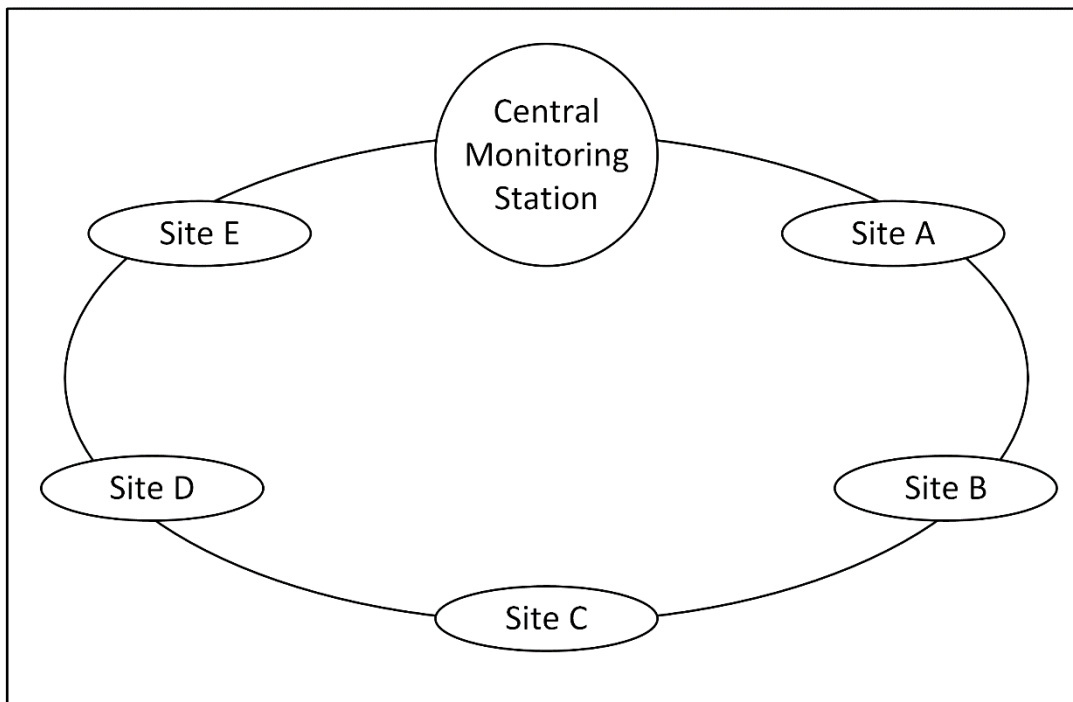 Central
Monitoring
Station
Site E
Site A
Site D
Site B
Site C